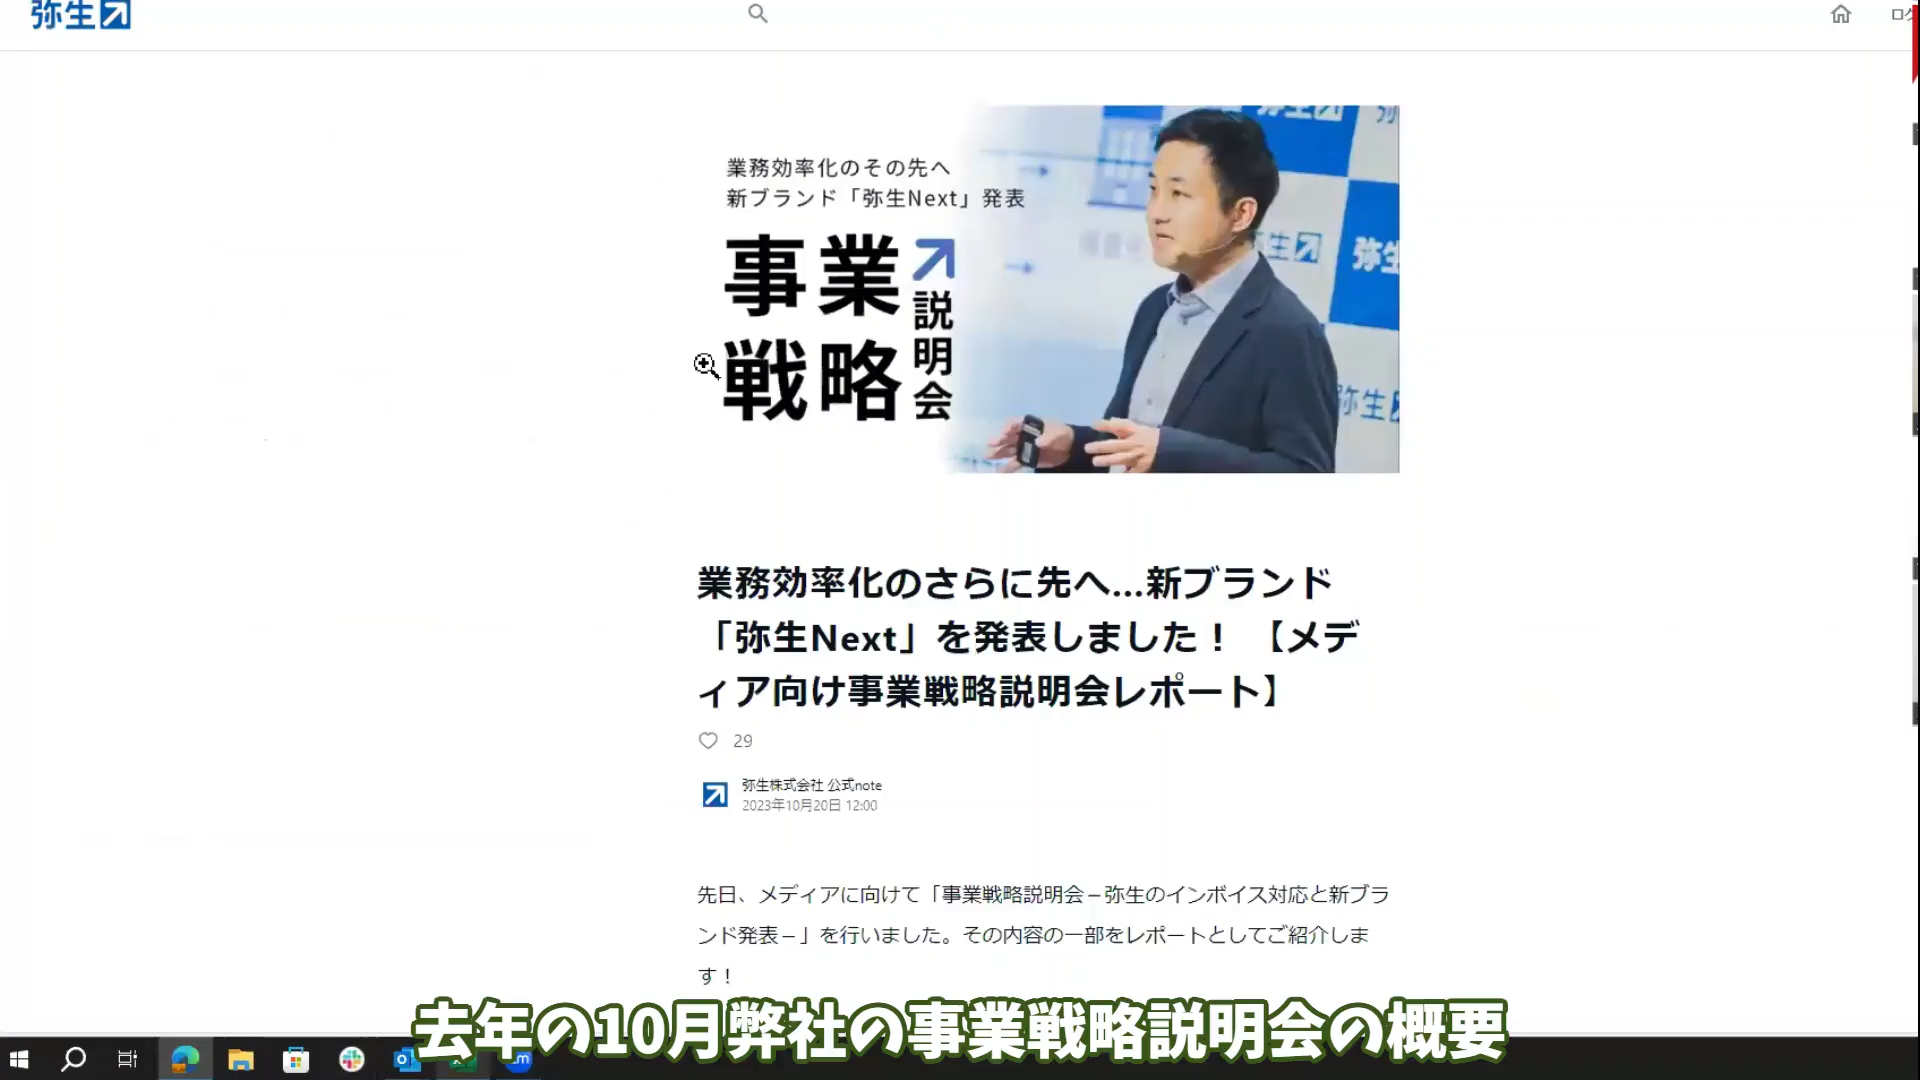 弥生
業務効率化のその先へ
新ブランド「弥生Next」発表
事業
戦略
説明会
弥生
弥生
業務効率化のさらに先へ...新ブランド
「弥生Next」を発表しました！ 【メデ
ィア向け事業戦略説明会レポート】
29
弥生株式会社 公式note
2023年10月20日 12:00
先日、メディアに向けて「事業戦略説明会－弥生のインボイス対応と新ブラ
ンド発表－」を行いました。その内容の一部をレポートとしてご紹介しま
す！
去年の10月弊社の事業戦略説明会の概要